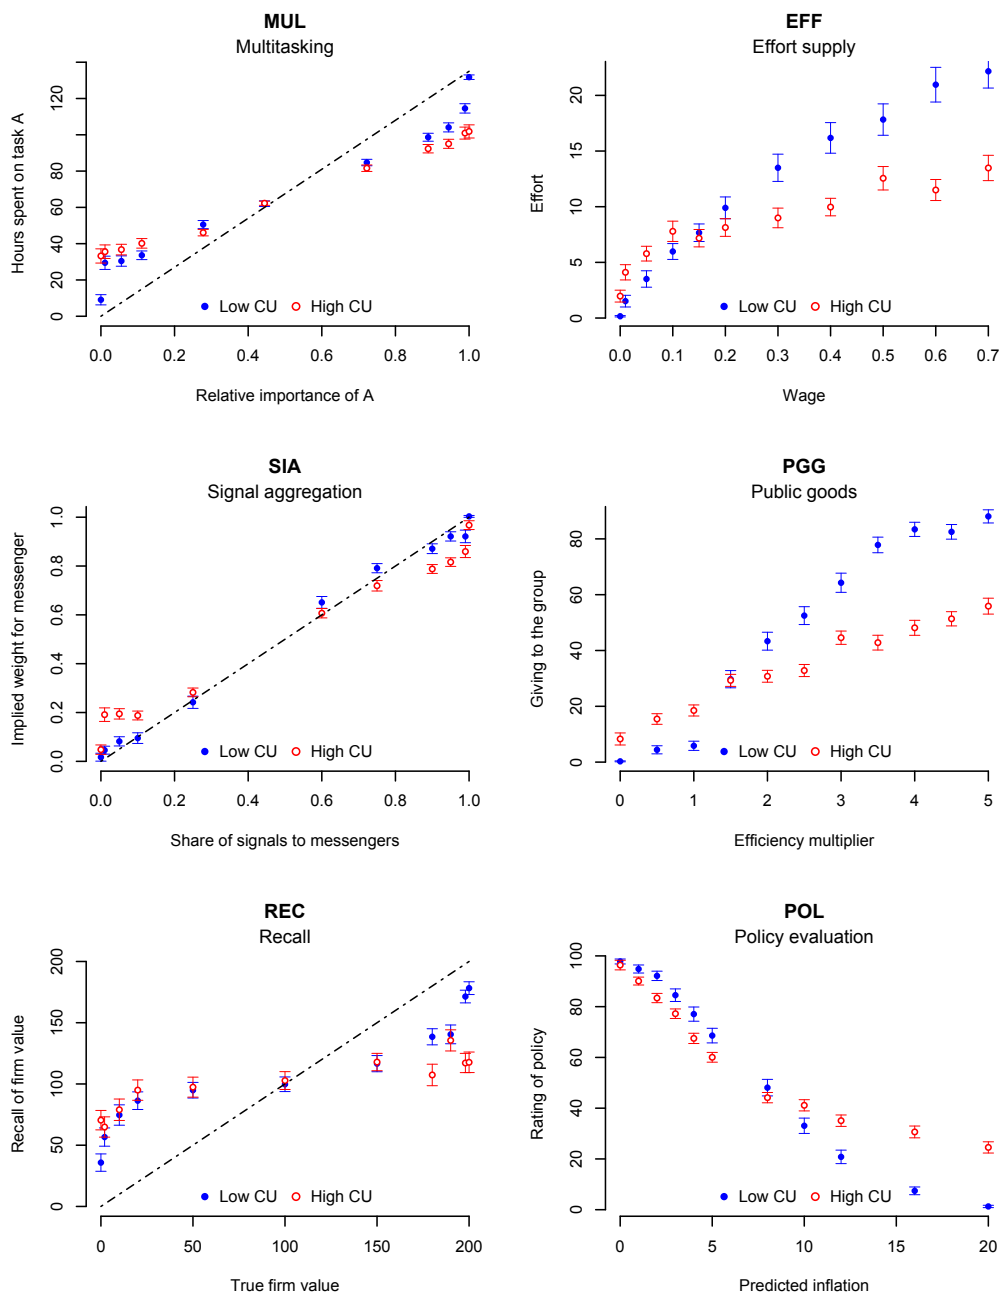 MUL
Multitasking
Hours spent on task A
0 20 40 60 80 120
Low CU High CU
0.0 0.2 0.4 0.6 0.8 1.0
Relative importance of A
EFF
Effort supply
Effort
0 5 10 15 20
Low CU High CU
0.0 0.1 0.2 0.3 0.4 0.5 0.6 0.7
Wage
SIA
Signal aggregation
Implied weight for messenger
0.0 0.2 0.4 0.6 0.8 1.0
Low CU High CU
0.0 0.2 0.4 0.6 0.8 1.0
Share of signals to messengers
PGG
Public goods
Giving to the group
0 20 40 60 80
Low CU High CU
0 1 2 3 4 5
Efficiency multiplier
REC
Recall
Recall of firm value
0 50 100 150 200
Low CU High CU
0 50 100 150 200
True firm value
POL
Policy evaluation
Rating of policy
0 20 40 60 80 100
Low CU High CU
0 5 10 15 20
Predicted inflation